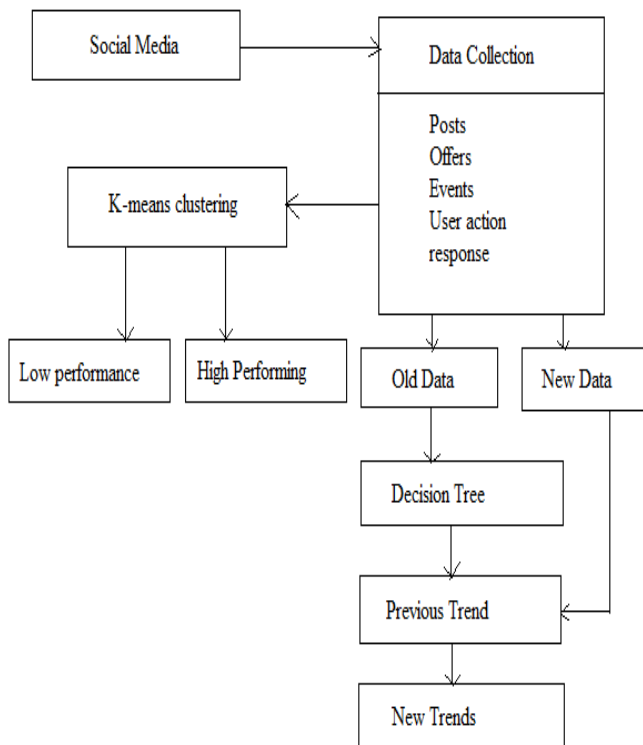 Social Media
Data Collection
Posts
Offers
Events
User action
response
K-means clustering
Low performance
High Performing
Old Data
New Data
Decision Tree
Previous Trend
New Trends